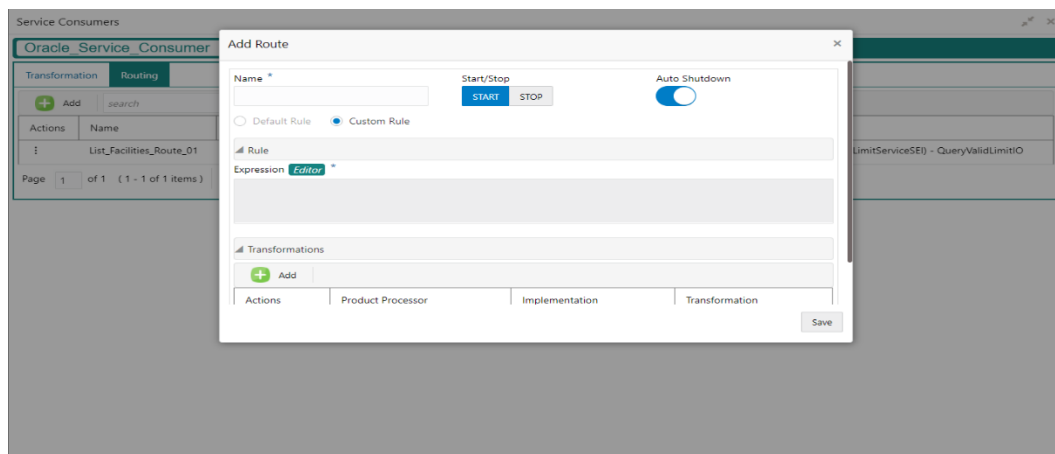 Service Consumers
Oracle_Service_Consumer
Add Route
Transformation Routing
Name *
Start/Stop
Auto Shutdown
START STOP
Add search
Default Rule Custom Rule
Actions Name
Rule
List_Facilities_Route_01
LimitServiceSEI) - QueryValidLimitIO
Expression Editor *
Page 1 of 1 (1 - 1 of 1 items)
Transformations
Add
Actions Product Processor Implementation Transformation
Save